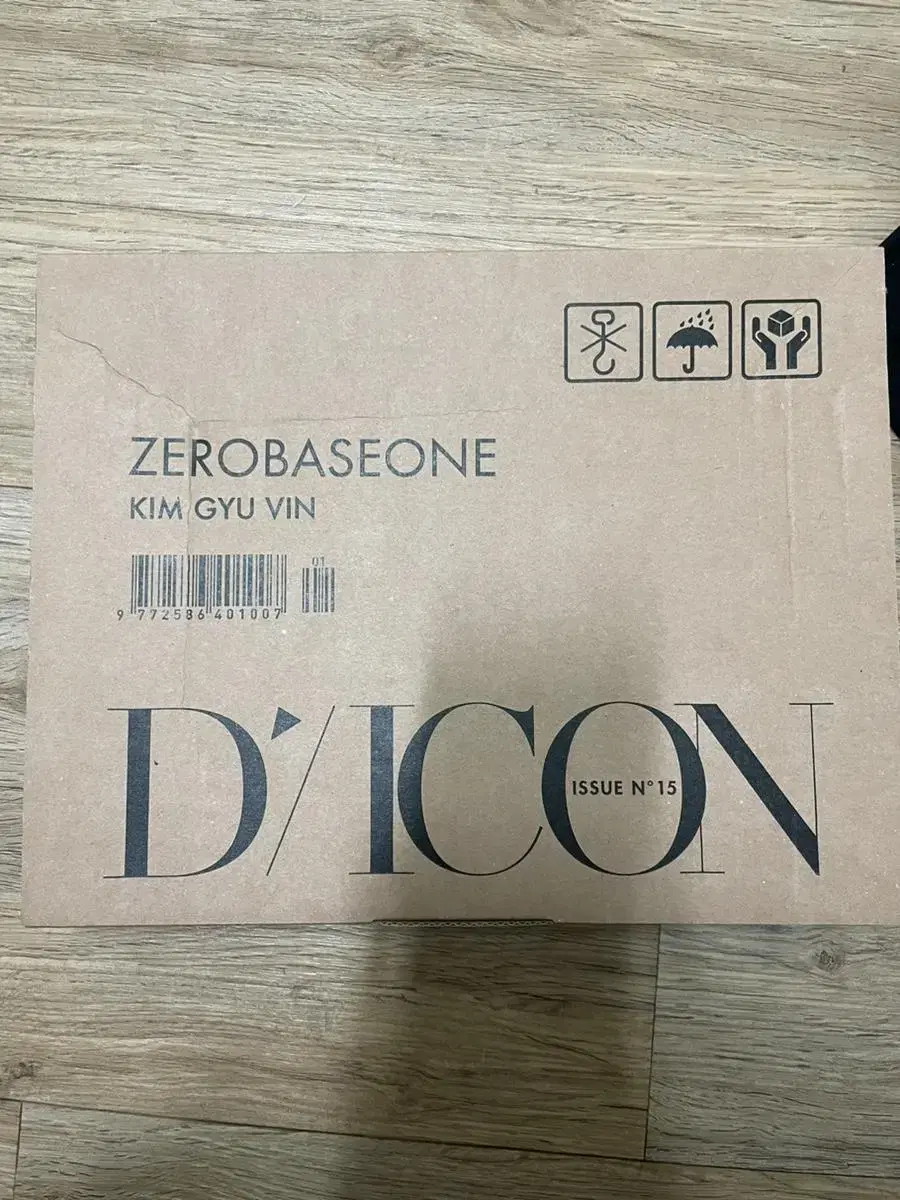 ZEROBASEONE
KIM GYU VIN
01
9 772586 401007
D'/ICON
ISSUE N°15